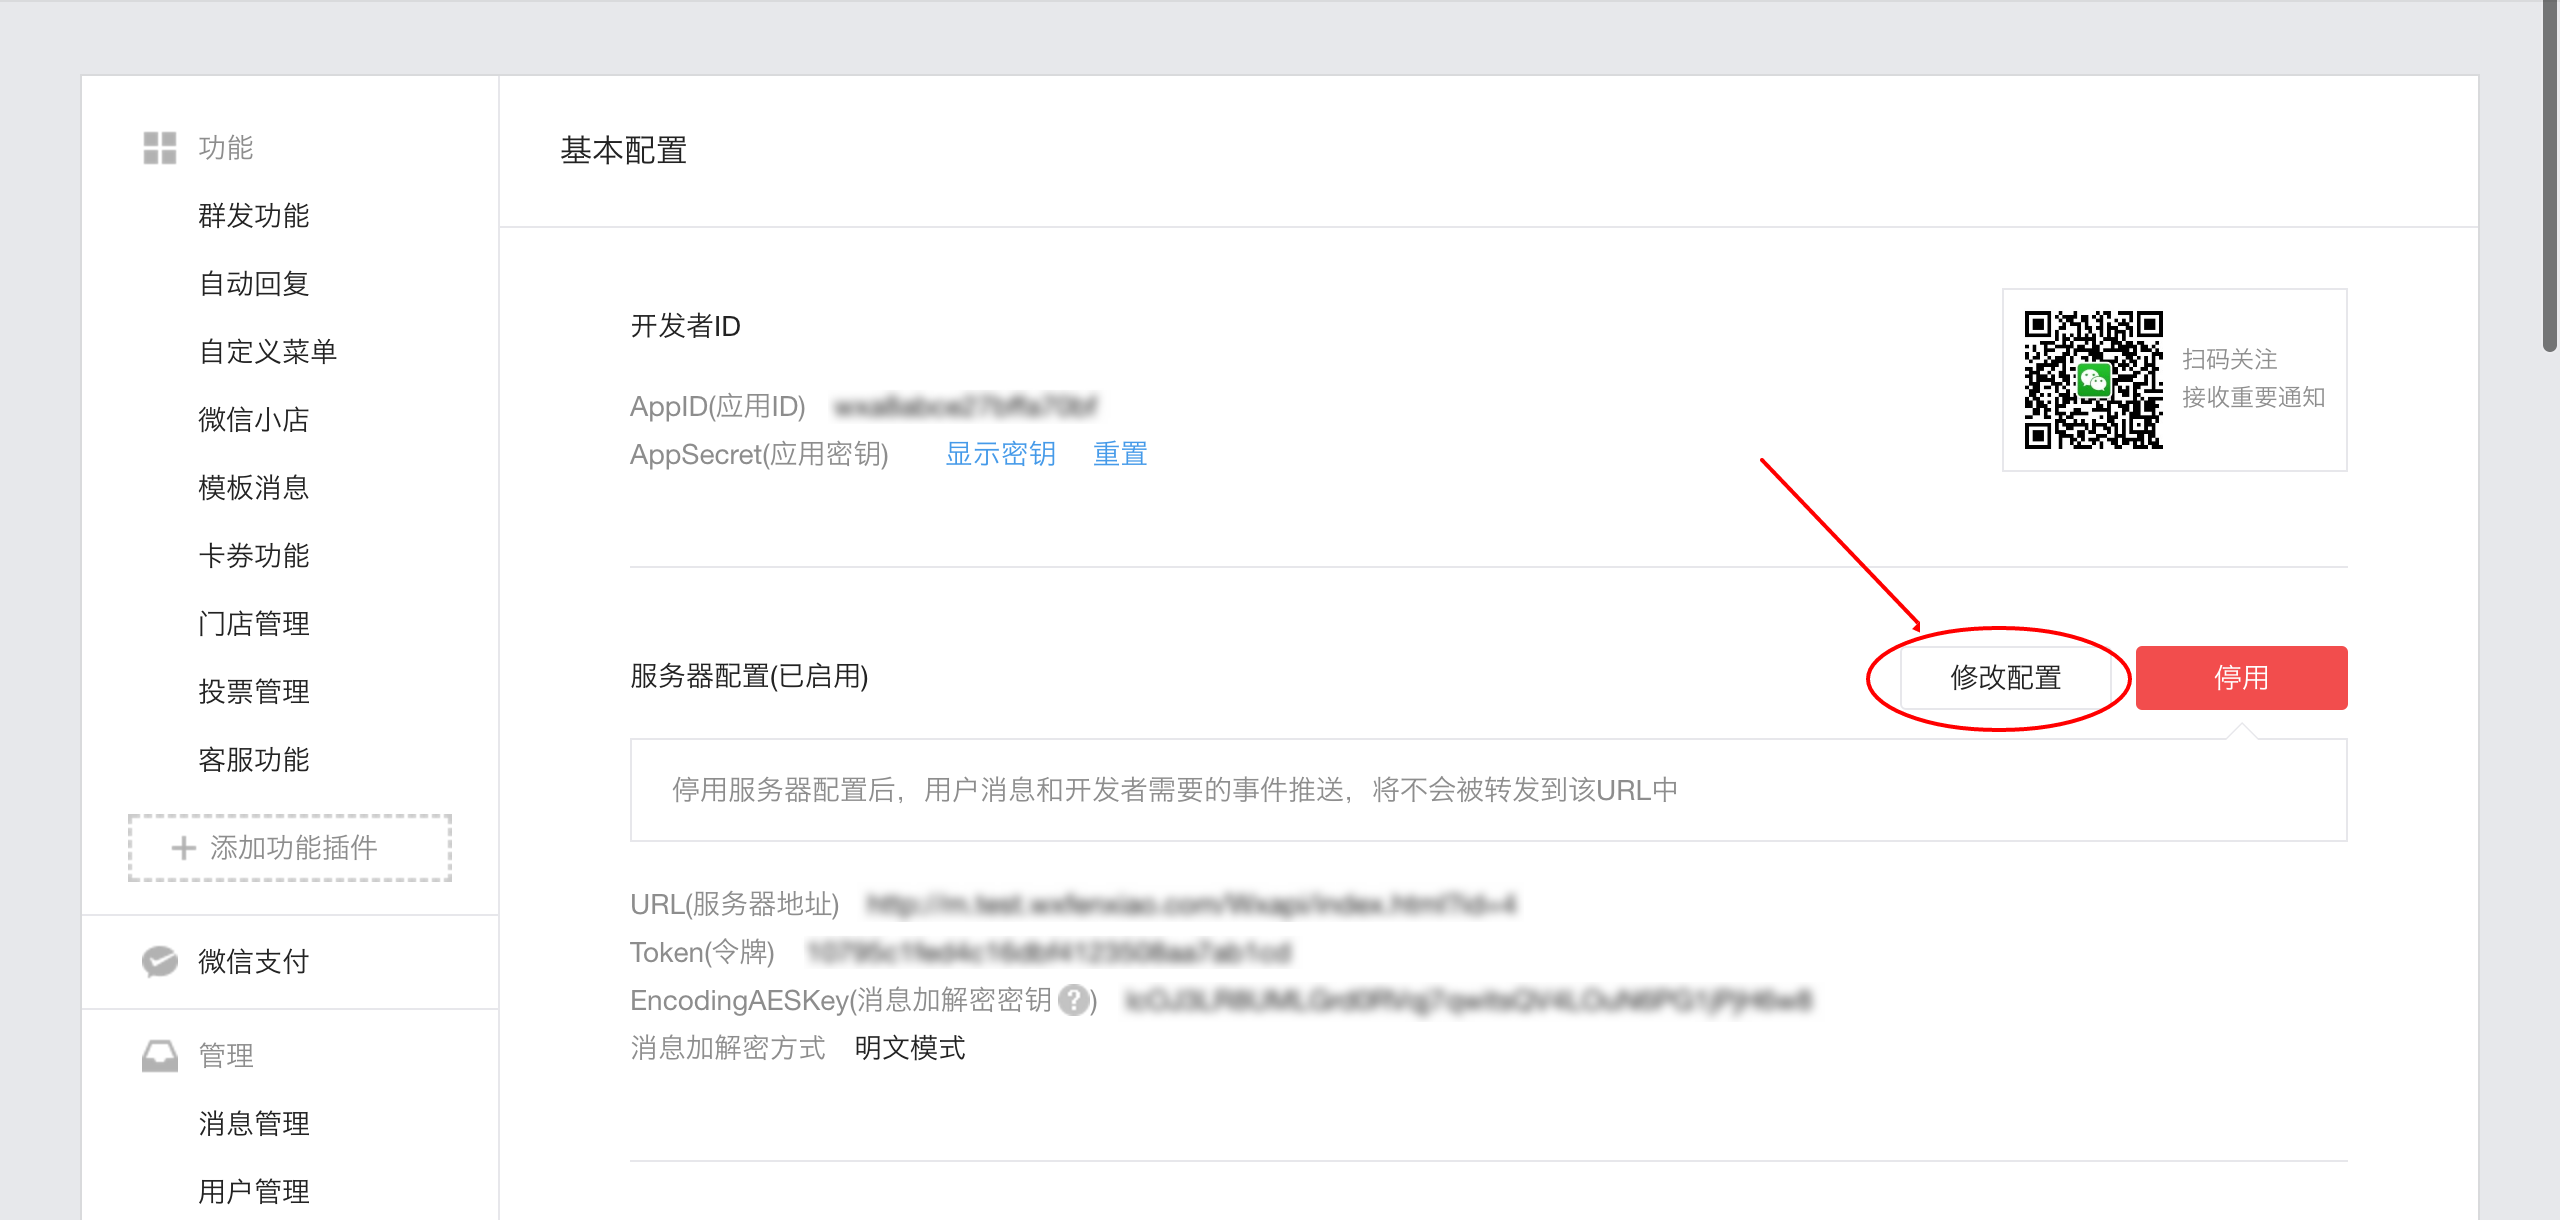 功能
群发功能
自动回复
自定义菜单
微信小店
模板消息
卡券功能
门店管理
投票管理
客服功能
添加功能插件
微信支付
管理
消息管理
用户管理
基本配置
开发者ID
AppID(应用ID)
AppSecret(应用密钥) 显示密钥 重置
扫码关注
接收重要通知
服务器配置(已启用) 修改配置 停用
停用服务器配置后，用户消息和开发者需要的事件推送，将不会被转发到该URL中
URL(服务器地址)
Token(令牌)
EncodingAESKey(消息加解密密钥?)
消息加解密方式 明文模式